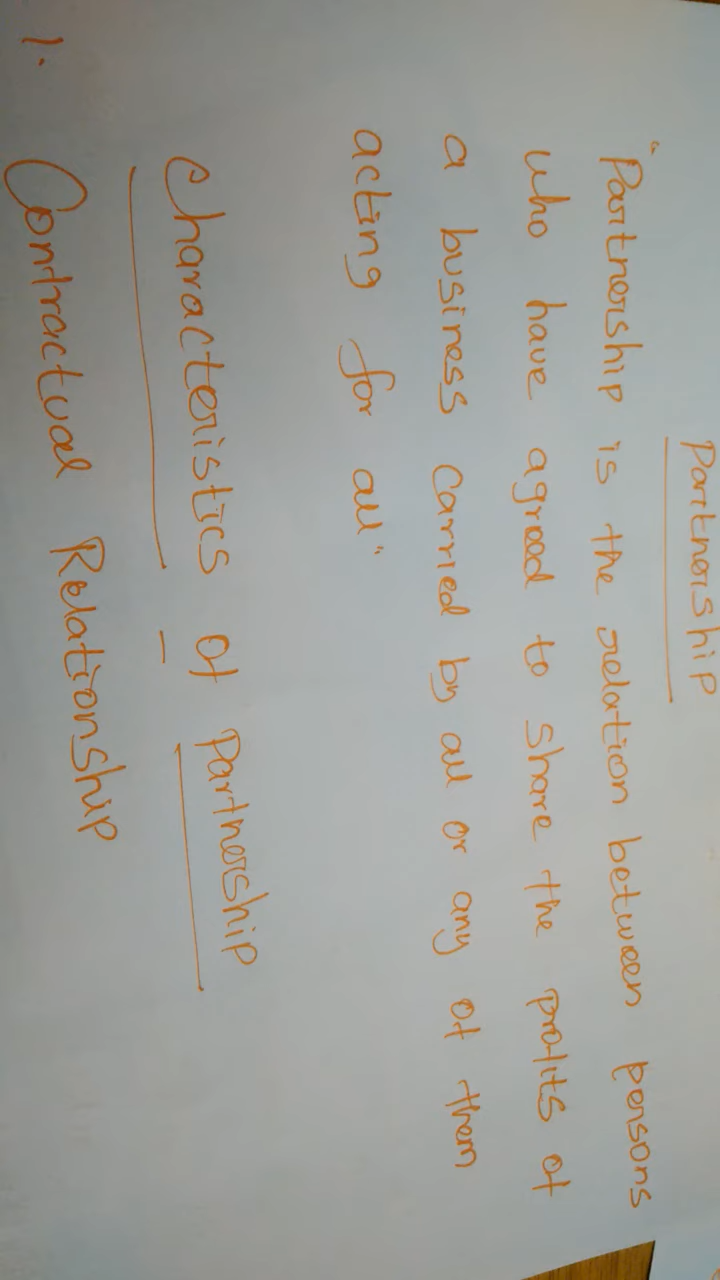 Partnership
"Partnership is the relation between persons
who have agreed to share the profits of
a business carried by all or any of them
acting for all"
Characteristics of Partnership
1. Contractual Relationship